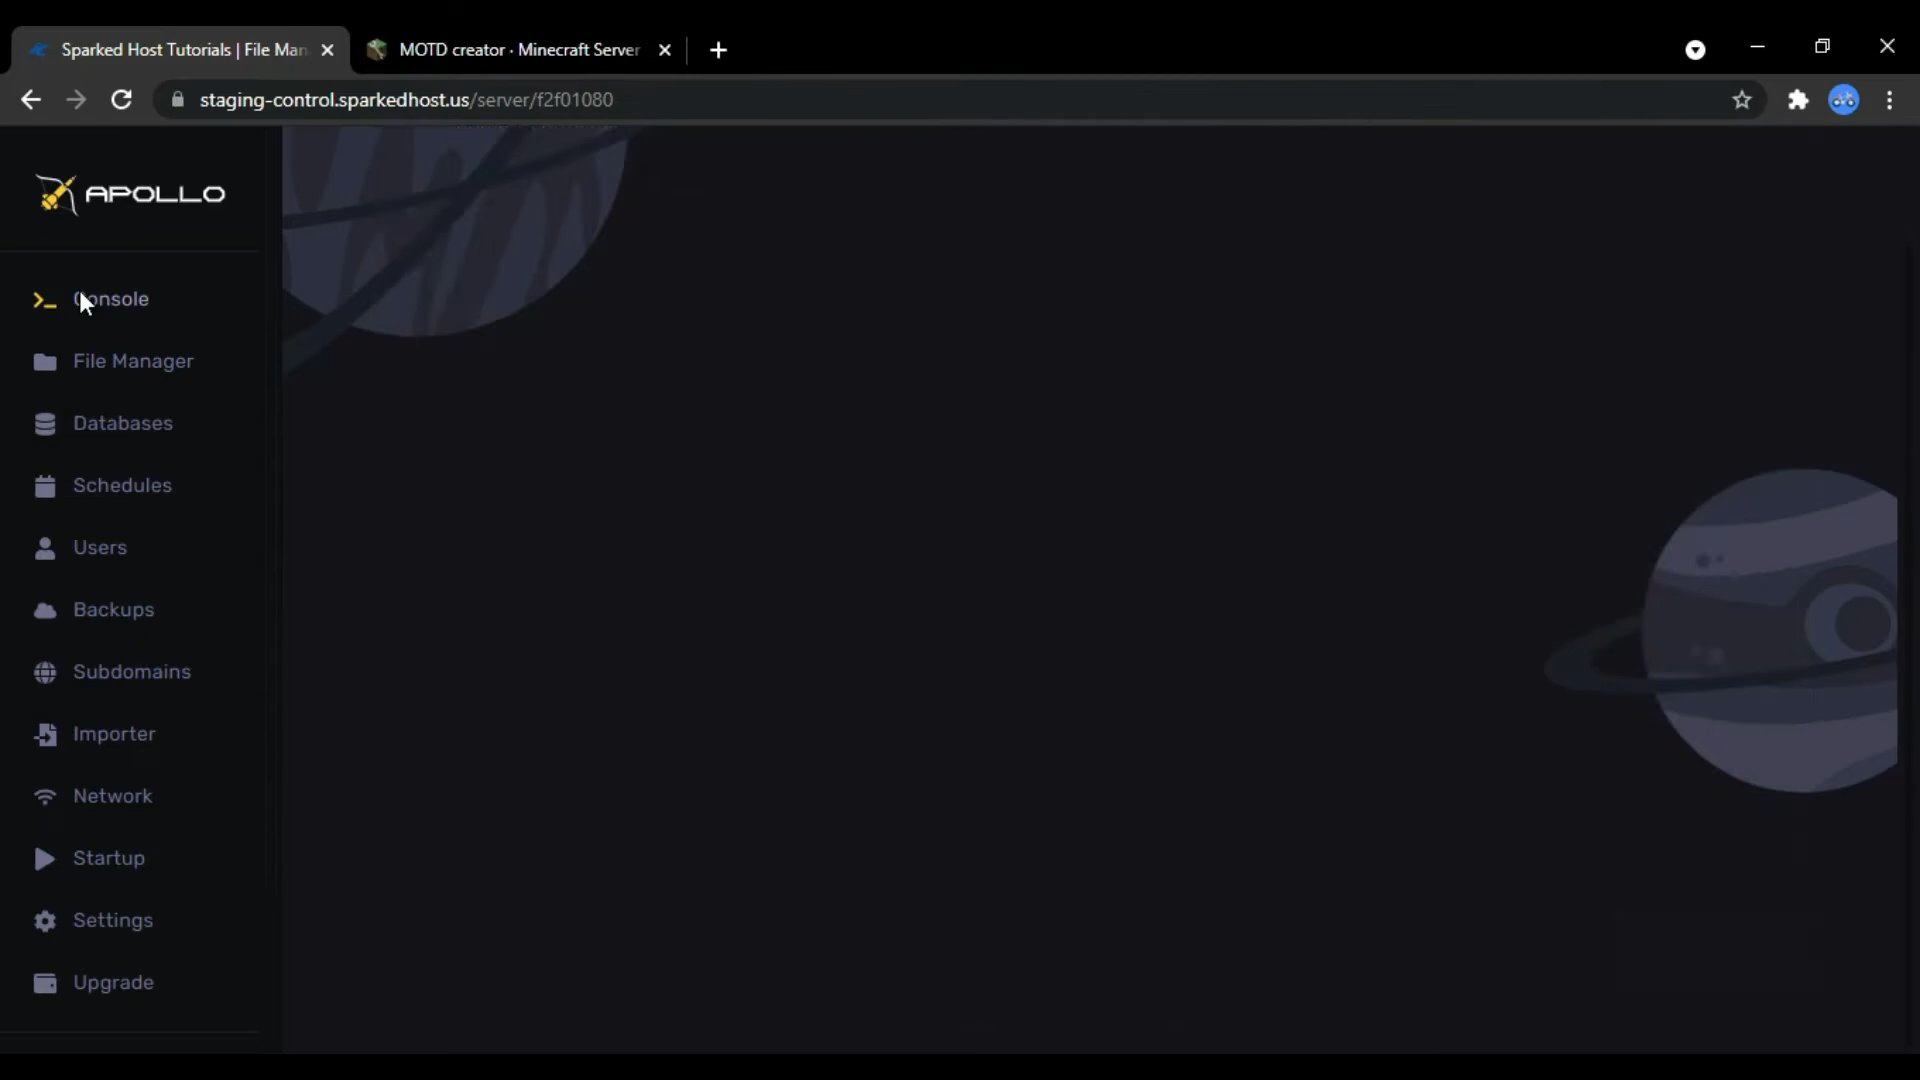 Sparked Host Tutorials | File Man
MOTD creator · Minecraft Server
staging-control.sparkedhost.us/server/f2f01080
APOLLO
Console
File Manager
Databases
Schedules
Users
Backups
Subdomains
Importer
Network
Startup
Settings
Upgrade